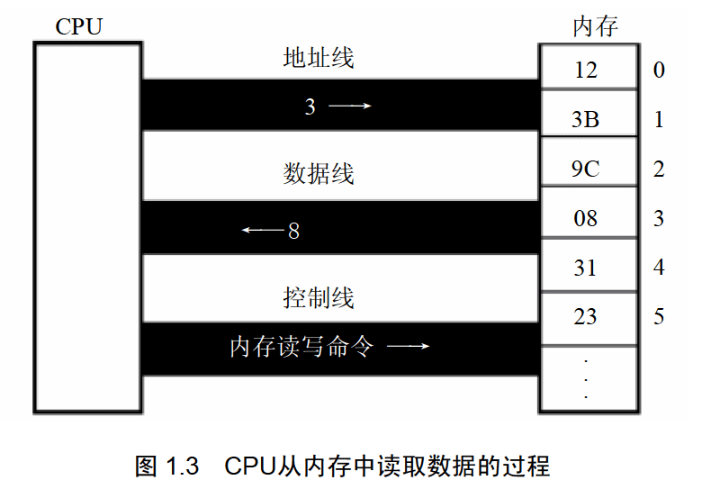 CPU
内存
地址线
12 0
3 →
3B 1
数据线
9C 2
←8
08 3
31 4
控制线
23 5
内存读写命令 →
图 1.3 CPU从内存中读取数据的过程